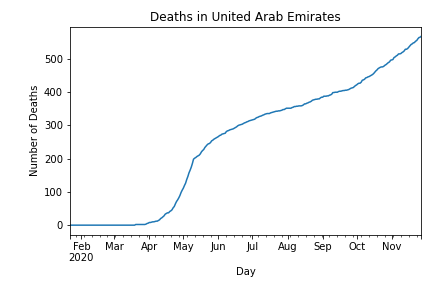 Deaths in United Arab Emirates
Number of Deaths
500
400
300
200
100
0
Feb Mar Apr May Jun Jul Aug Sep Oct Nov
2020
Day